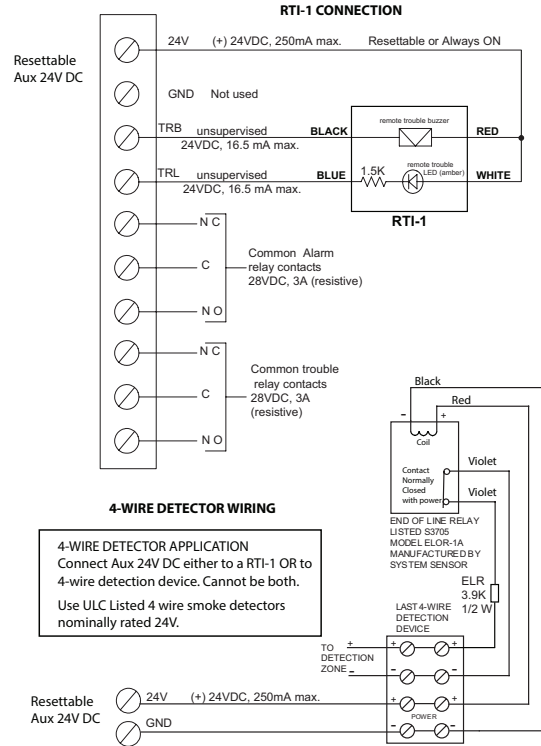 RTI-1 CONNECTION
Resettable
Aux 24V DC
24V (+) 24VDC, 250mA max. Resettable or Always ON
GND Not used
TRB unsupervised
24VDC, 16.5 mA max.
BLACK
remote trouble buzzer
RED
TRL unsupervised
24VDC, 16.5 mA max.
BLUE
1.5K
remote trouble
LED (amber)
WHITE
RTI-1
N C
C
N O
Common Alarm
relay contacts
28VDC, 3A (resistive)
N C
C
N O
Common trouble
relay contacts
28VDC, 3A
(resistive)
Black
Red
- +
Coil
Contact
Normally
Closed
with power
Violet
Violet
END OF LINE RELAY
LISTED S3705
MODEL ELOR-1A
MANUFACTURED BY
SYSTEM SENSOR
ELR
3.9K
1/2 W
4-WIRE DETECTOR WIRING
4-WIRE DETECTOR APPLICATION
Connect Aux 24V DC either to a RTI-1 OR to
4-wire detection device. Cannot be both.
Use ULC Listed 4 wire smoke detectors
nominally rated 24V.
LAST 4-WIRE
DETECTION
DEVICE
TO
DETECTION
ZONE
+ + +
- - -
+ +
POWER
- -
Resettable
Aux 24V DC
24V (+) 24VDC, 250mA max.
GND